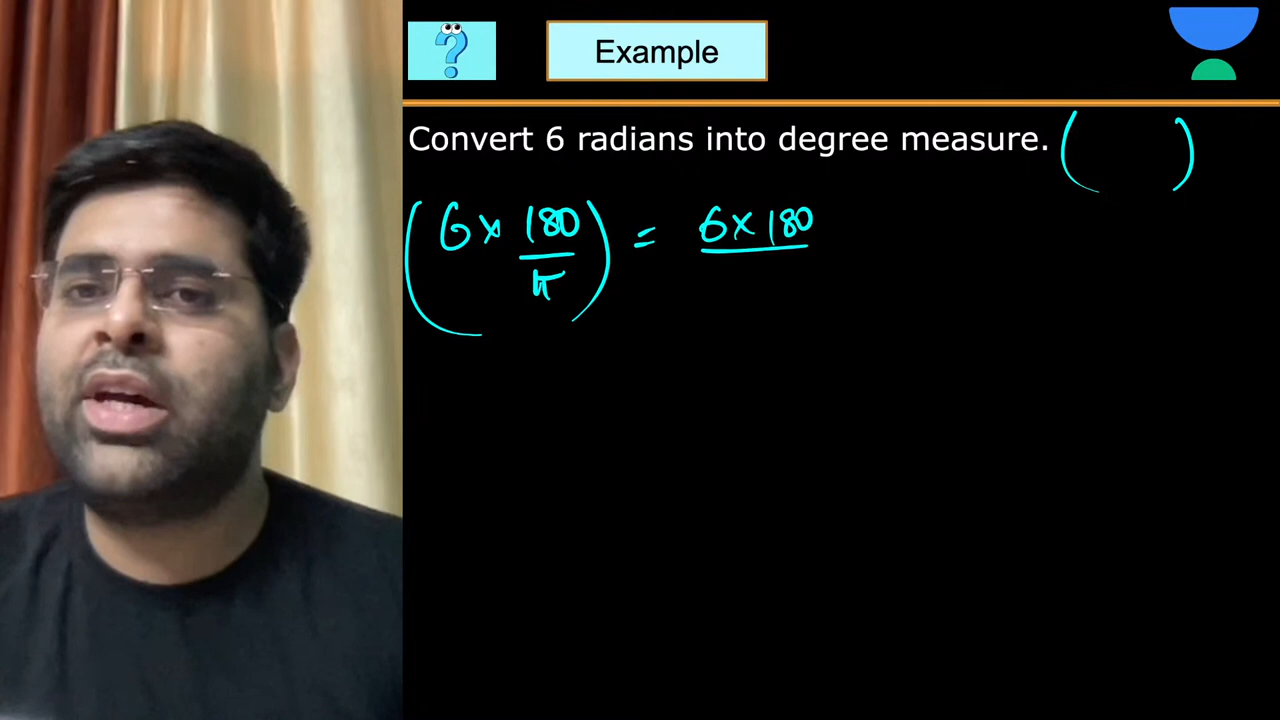 ?
Example
Convert 6 radians into degree measure. ( )
(6 × 180/π) = 6 × 180